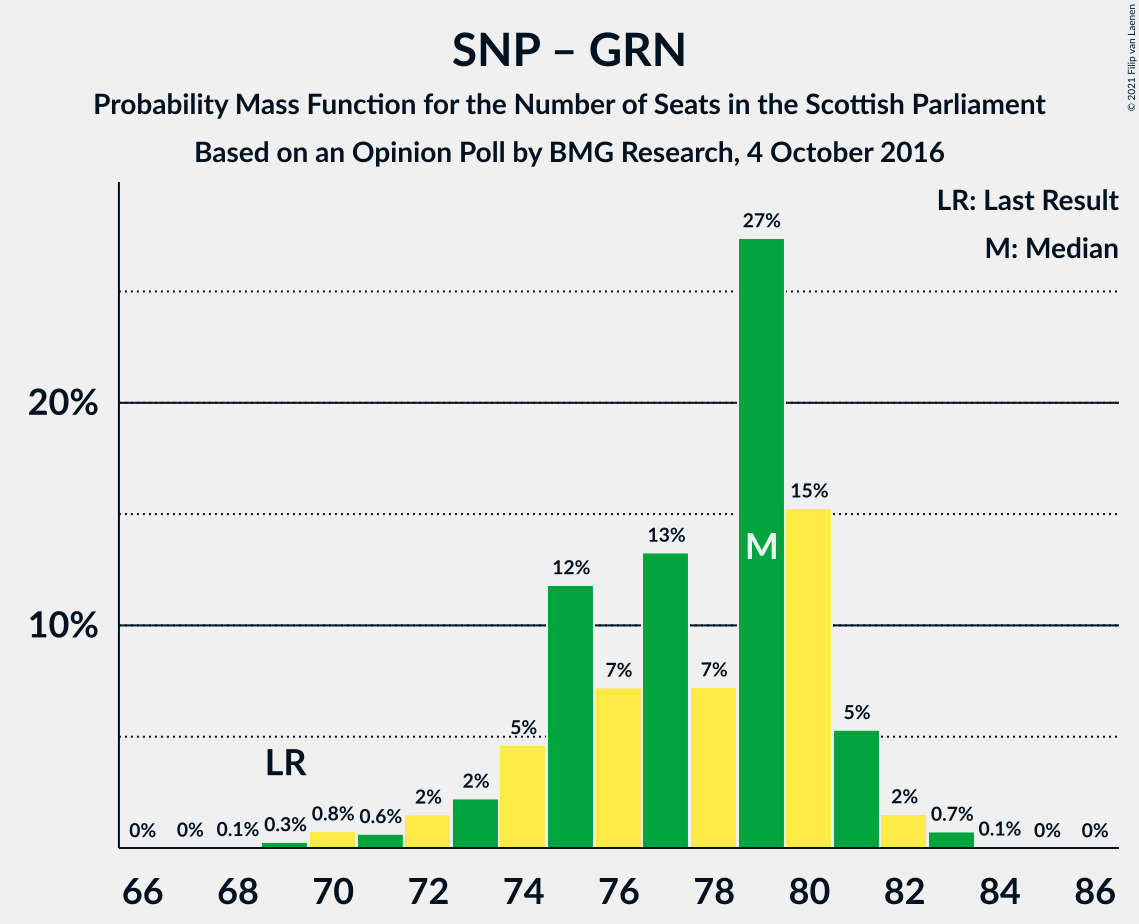 SNP – GRN
Probability Mass Function for the Number of Seats in the Scottish Parliament
Based on an Opinion Poll by BMG Research, 4 October 2016
© 2021 Filip van Laenen
LR: Last Result
M: Median
27%
20%
15%
13%
M
12%
10%
7%
7%
5%
5%
LR
2%
2%
2%
0% 0% 0.1% 0.3% 0.8% 0.6% 0.7% 0.1% 0% 0%
66 68 70 72 74 76 78 80 82 84 86